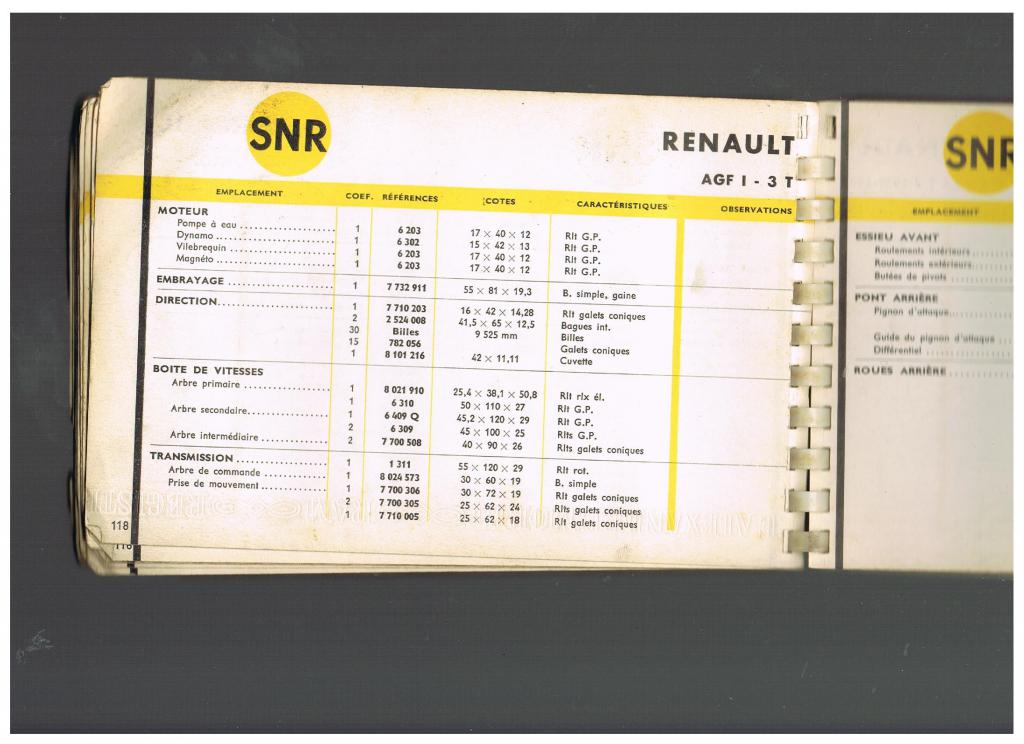 SNR
RENAULT
AGF I - 3 T
EMPLACEMENT COEF. RÉFÉRENCES COTES CARACTÉRISTIQUES OBSERVATIONS
MOTEUR
Pompe à eau ................ 1 6 203 17 × 40 × 12 Rlt G.P.
Dynamo ................ 1 6 302 15 × 42 × 13 Rlt G.P.
Vilebrequin ................ 1 6 203 17 × 40 × 12 Rlt G.P.
Magnéto ................ 1 6 203 17 × 40 × 12 Rlt G.P.
EMBRAYAGE ................ 1 7 732 911 55 × 81 × 19,3 B. simple, gaine
DIRECTION ................ 1 7 710 203 16 × 42 × 14,28 Rlt galets coniques
2 2 524 008 41,5 × 65 × 12,5 Bagues int.
30 Billes 9 525 mm Billes
15 782 056 Galets coniques
1 8 101 216 42 × 11,11 Cuvette
BOITE DE VITESSES
Arbre primaire ................ 1 8 021 910 25,4 × 38,1 × 50,8 Rlt rlx él.
1 6 310 50 × 110 × 27 Rlt G.P.
Arbre secondaire ................ 1 6 409 Q 45,2 × 120 × 29 Rlt G.P.
2 6 309 45 × 100 × 25 Rlts G.P.
Arbre intermédiaire ................ 2 7 700 508 40 × 90 × 26 Rlts galets coniques
TRANSMISSION ................ 1 1 311 55 × 120 × 29 Rlt rot.
Arbre de commande ................ 1 8 024 573 30 × 60 × 19 B. simple
Prise de mouvement ................ 1 7 700 306 30 × 72 × 19 Rlt galets coniques
2 7 700 305 25 × 62 × 24 Rlts galets coniques
1 7 710 005 25 × 62 × 18 Rlt galets coniques
118
SNR
EMPLACEMENT
ESSIEU AVANT
Roulements intérieurs
Roulements extérieurs
Butées de pivots
PONT ARRIÈRE
Pignon d'attaque
Guide du pignon d'attaque
Différentiel
ROUES ARRIÈRE